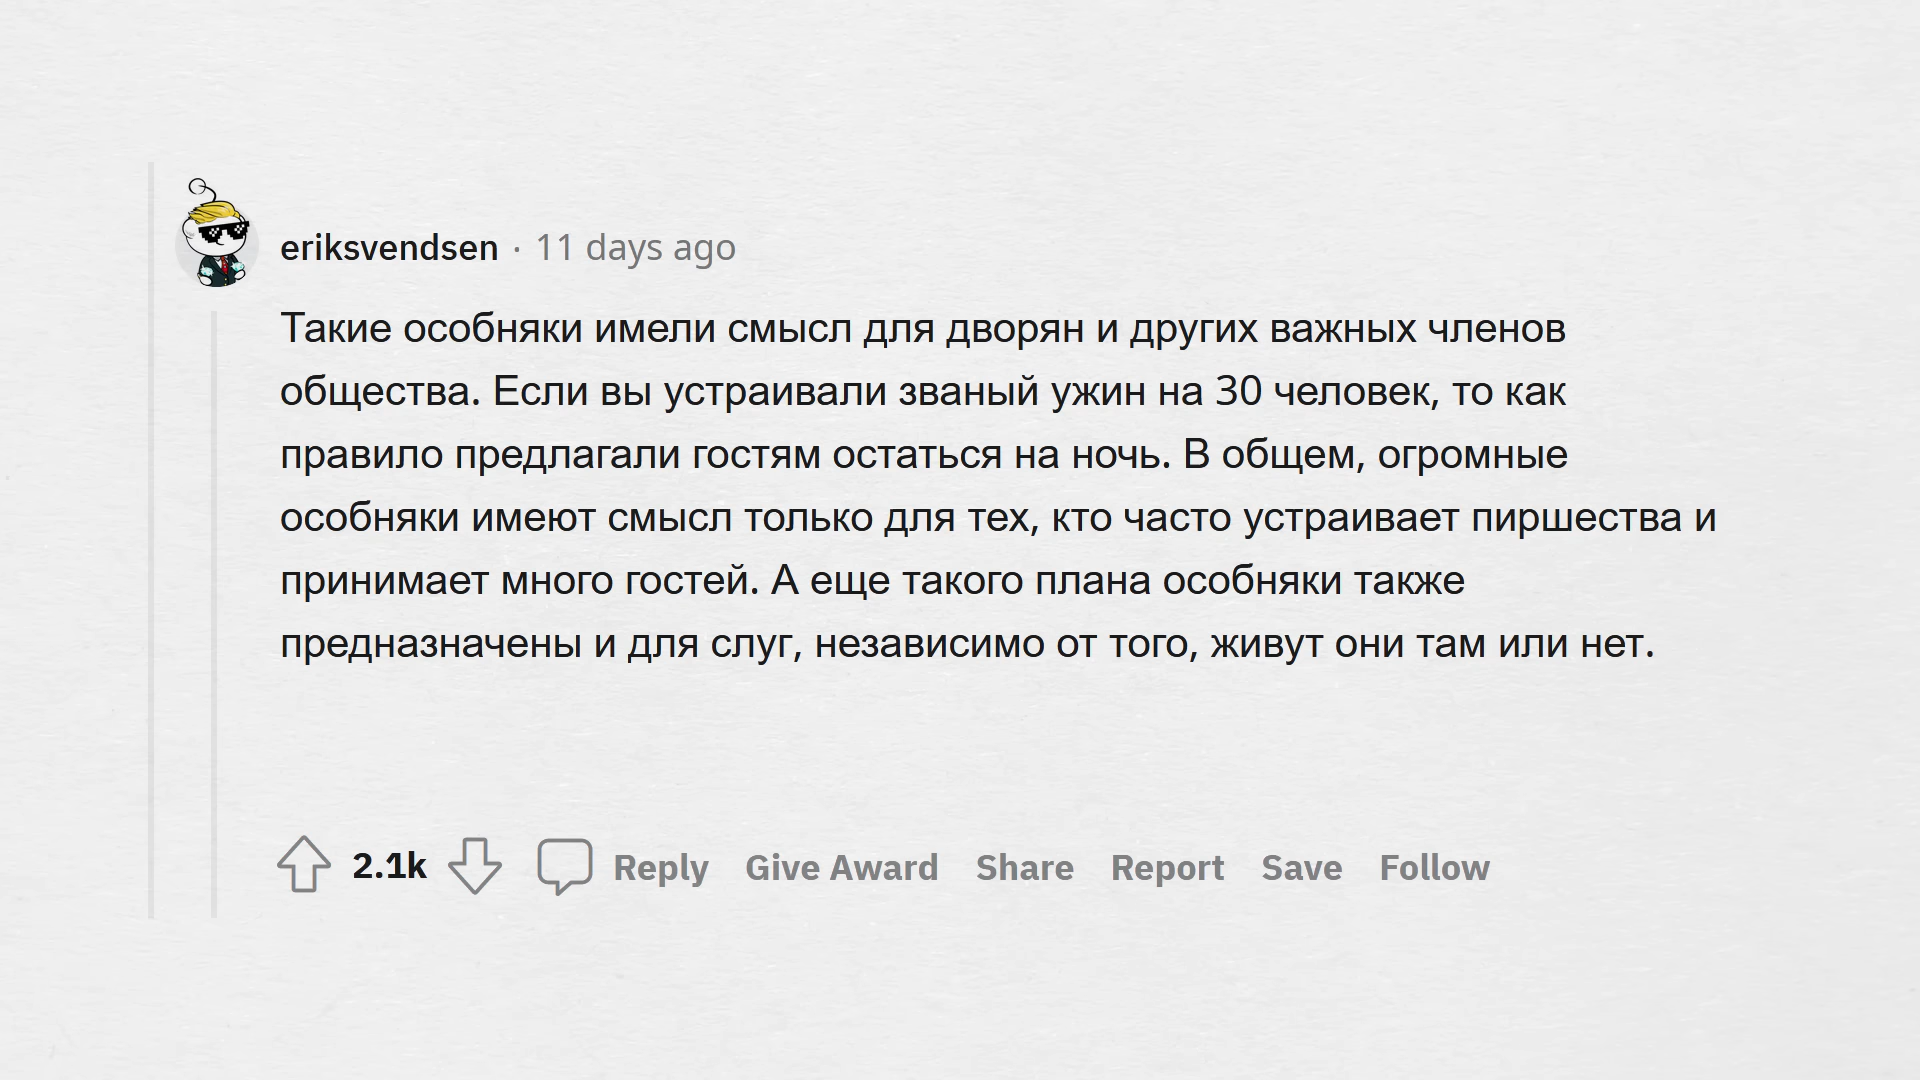 eriksvendsen · 11 days ago
Такие особняки имели смысл для дворян и других важных членов
общества. Если вы устраивали званый ужин на 30 человек, то как
правило предлагали гостям остаться на ночь. В общем, огромные
особняки имеют смысл только для тех, кто часто устраивает пиршества и
принимает много гостей. А еще такого плана особняки также
предназначены и для слуг, независимо от того, живут они там или нет.
2.1k Reply Give Award Share Report Save Follow